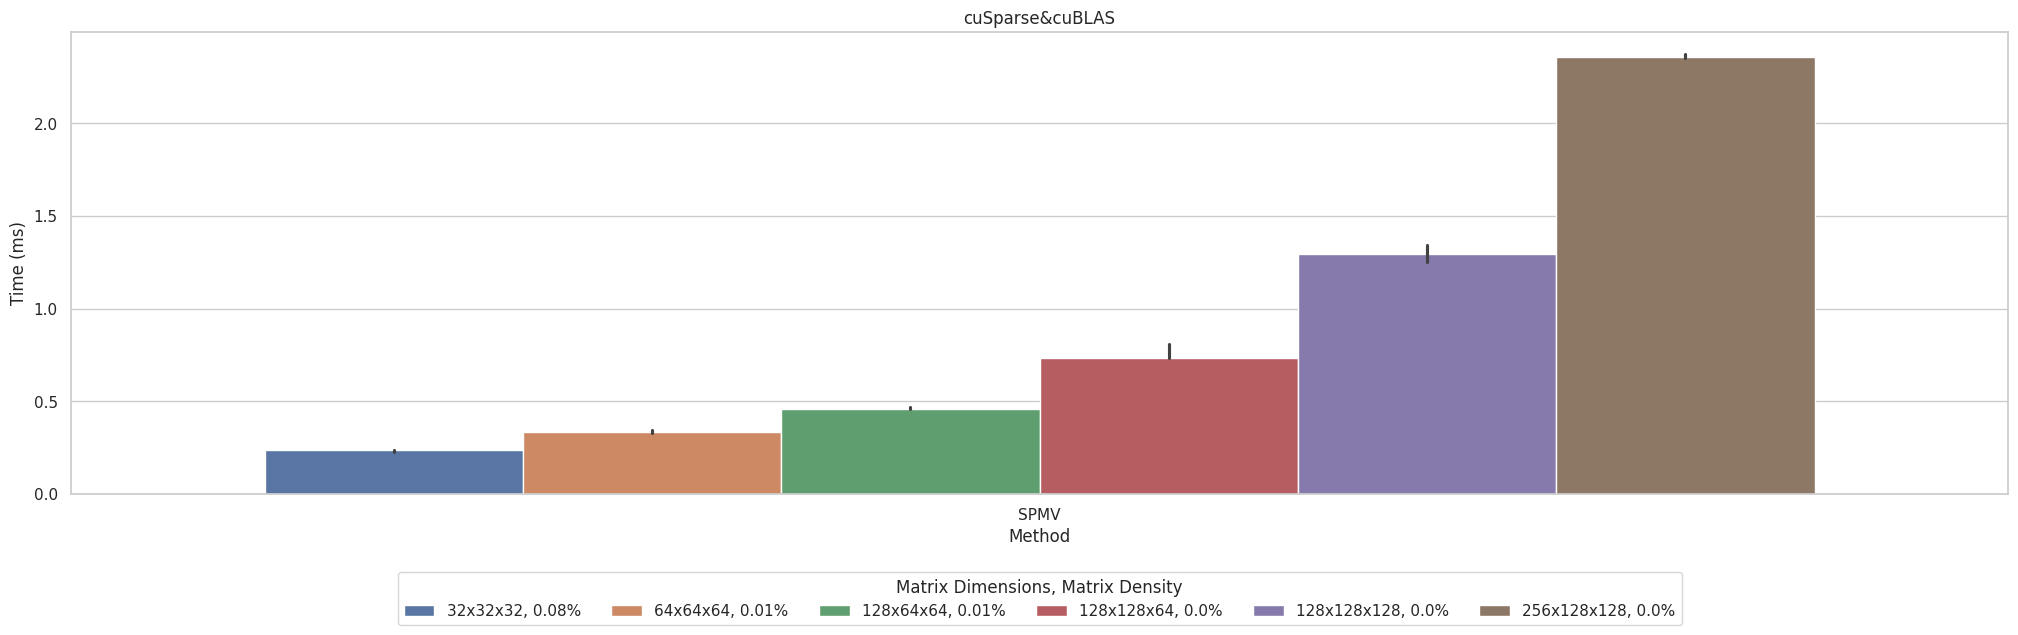 cuSparse&cuBLAS
Time (ms)
2.0
1.5
1.0
0.5
0.0
SPMV
Method
Matrix Dimensions, Matrix Density
32x32x32, 0.08% 64x64x64, 0.01% 128x64x64, 0.01% 128x128x64, 0.0% 128x128x128, 0.0% 256x128x128, 0.0%